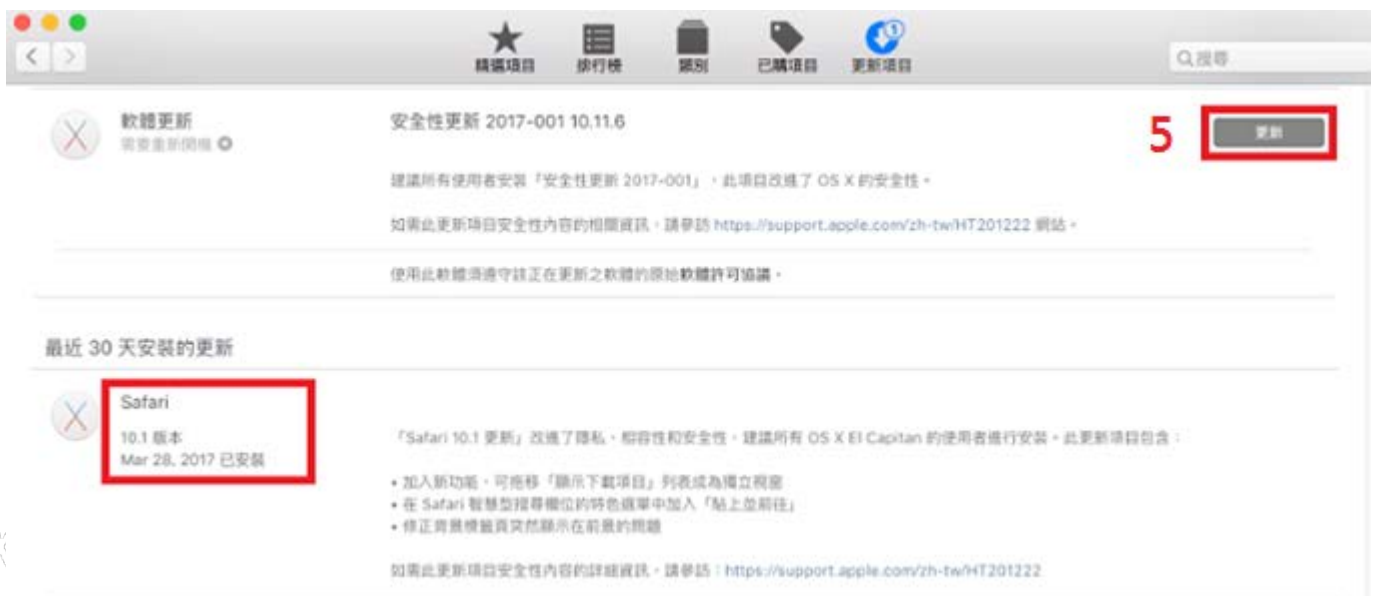 精選項目
排行榜
類別
已購項目
更新項目
1
搜尋
軟體更新
需要重新開機
安全性更新 2017-001 10.11.6
5
更新
建議所有使用者安裝「安全性更新 2017-001」，此項目改進了 OS X 的安全性。
如需此更新項目安全性內容的相關資訊，請參訪 https://support.apple.com/zh-tw/HT201222 網站。
使用此軟體須遵守該正在更新之軟體的原始軟體許可協議。
最近 30 天安裝的更新
Safari
10.1 版本
Mar 28, 2017 已安裝
「Safari 10.1 更新」改進了隱私、相容性和安全性，建議所有 OS X El Capitan 的使用者進行安裝。此更新項目包含：
• 加入新功能，可拖移「顯示下載項目」列表成為獨立視窗
• 在 Safari 智慧型搜尋欄位的特色選單中加入「貼上並前往」
• 修正背景標籤頁突然顯示在前景的問題
如需此更新項目安全性內容的詳細資訊，請參訪：https://support.apple.com/zh-tw/HT201222